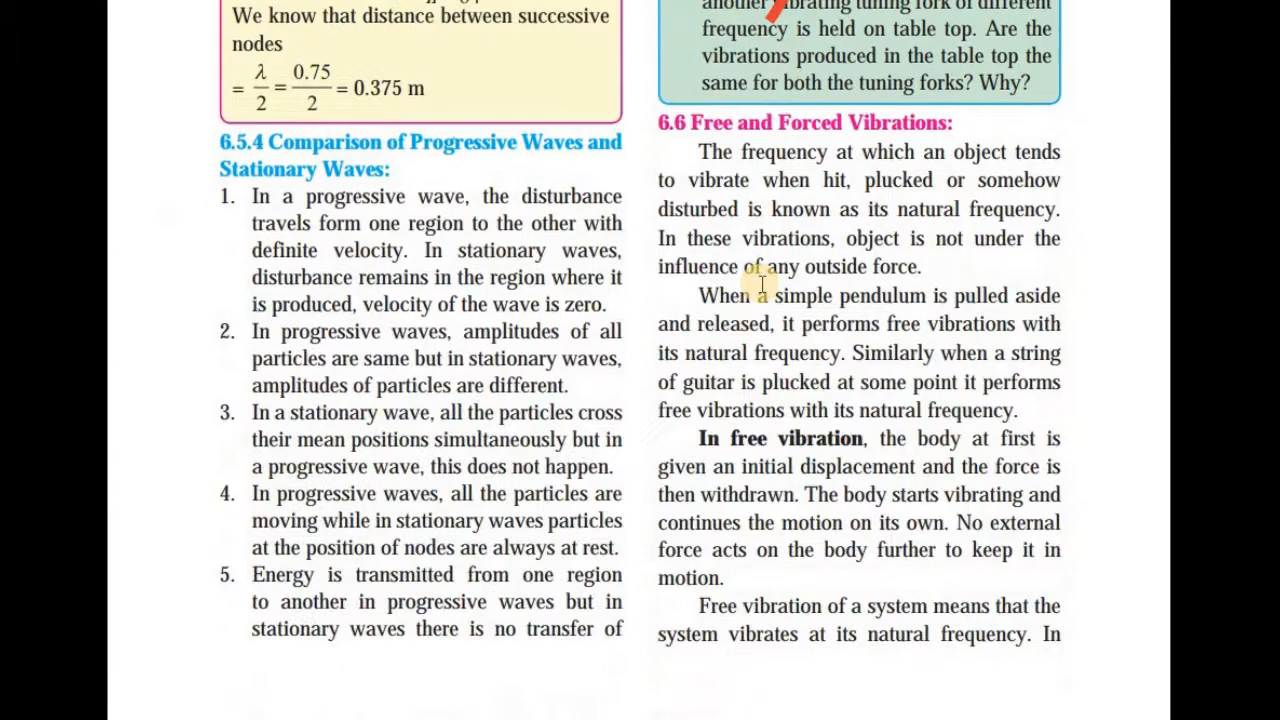 We know that distance between successive
nodes
= λ/2 = 0.75/2 = 0.375 m
6.5.4 Comparison of Progressive Waves and
Stationary Waves:
1. In a progressive wave, the disturbance
travels form one region to the other with
definite velocity. In stationary waves,
disturbance remains in the region where it
is produced, velocity of the wave is zero.
2. In progressive waves, amplitudes of all
particles are same but in stationary waves,
amplitudes of particles are different.
3. In a stationary wave, all the particles cross
their mean positions simultaneously but in
a progressive wave, this does not happen.
4. In progressive waves, all the particles are
moving while in stationary waves particles
at the position of nodes are always at rest.
5. Energy is transmitted from one region
to another in progressive waves but in
stationary waves there is no transfer of
another vibrating tuning fork of different
frequency is held on table top. Are the
vibrations produced in the table top the
same for both the tuning forks? Why?
6.6 Free and Forced Vibrations:
The frequency at which an object tends
to vibrate when hit, plucked or somehow
disturbed is known as its natural frequency.
In these vibrations, object is not under the
influence of any outside force.
When a simple pendulum is pulled aside
and released, it performs free vibrations with
its natural frequency. Similarly when a string
of guitar is plucked at some point it performs
free vibrations with its natural frequency.
In free vibration, the body at first is
given an initial displacement and the force is
then withdrawn. The body starts vibrating and
continues the motion on its own. No external
force acts on the body further to keep it in
motion.
Free vibration of a system means that the
system vibrates at its natural frequency. In